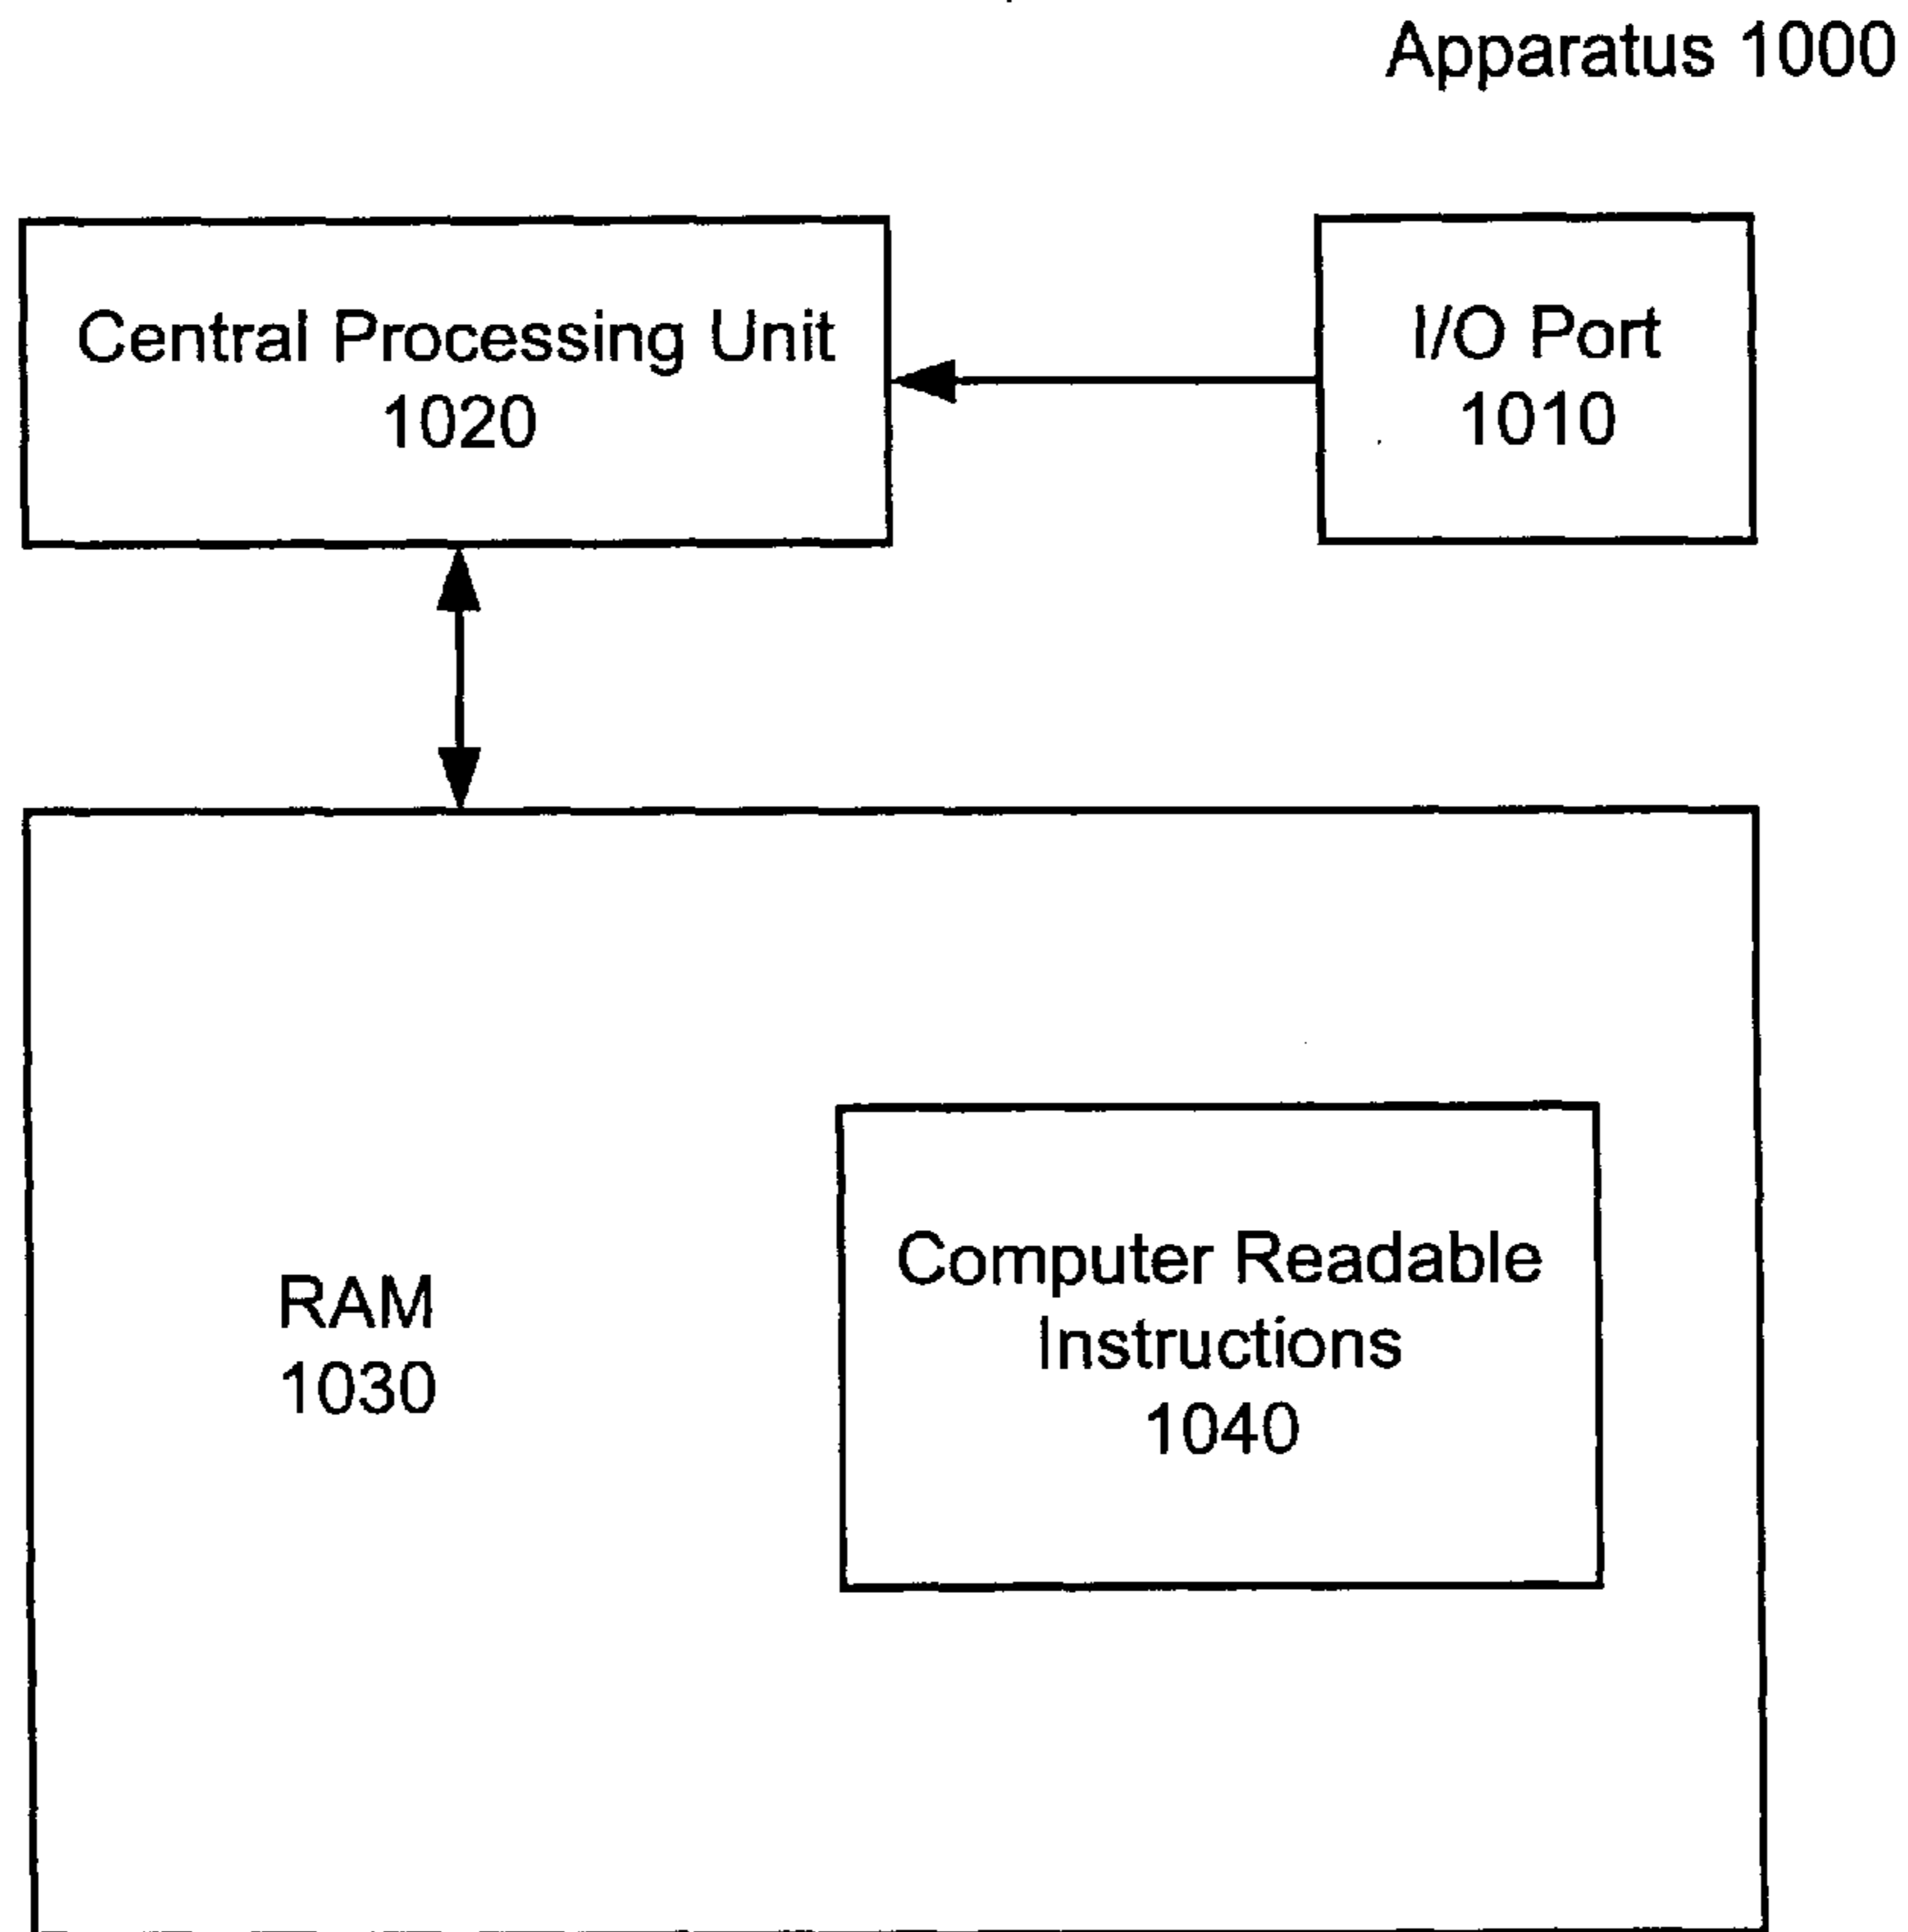 Apparatus 1000
Central Processing Unit
1020
I/O Port
1010
RAM
1030
Computer Readable
Instructions
1040